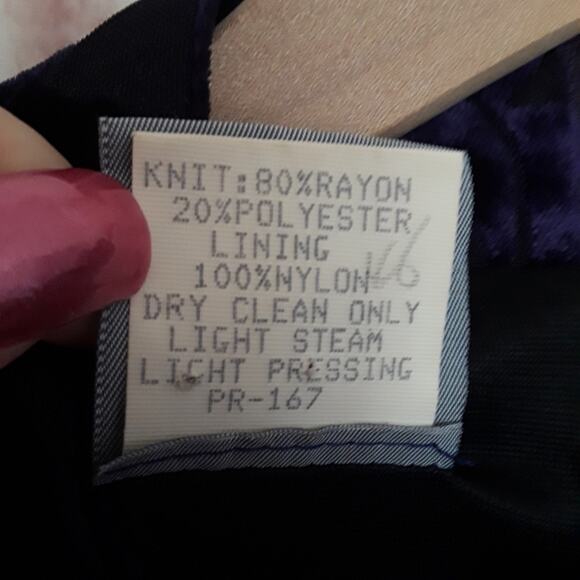 KNIT:80%RAYON
20%POLYESTER
LINING
100%NYLON
DRY CLEAN ONLY
LIGHT STEAM
LIGHT PRESSING
PR-167